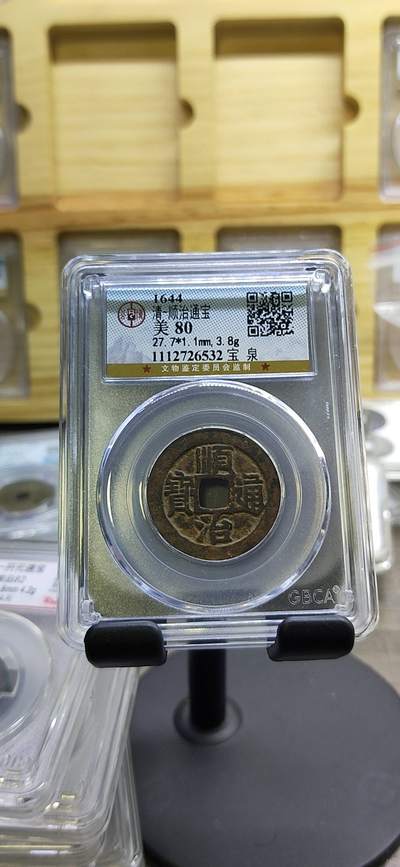 1644
清-顺治通宝
美 80
27.7*1.1mm, 3.8g
1112726532 宝 泉
★ 文物鉴定委员会监制 ★
順
寶 通
治
GBCA